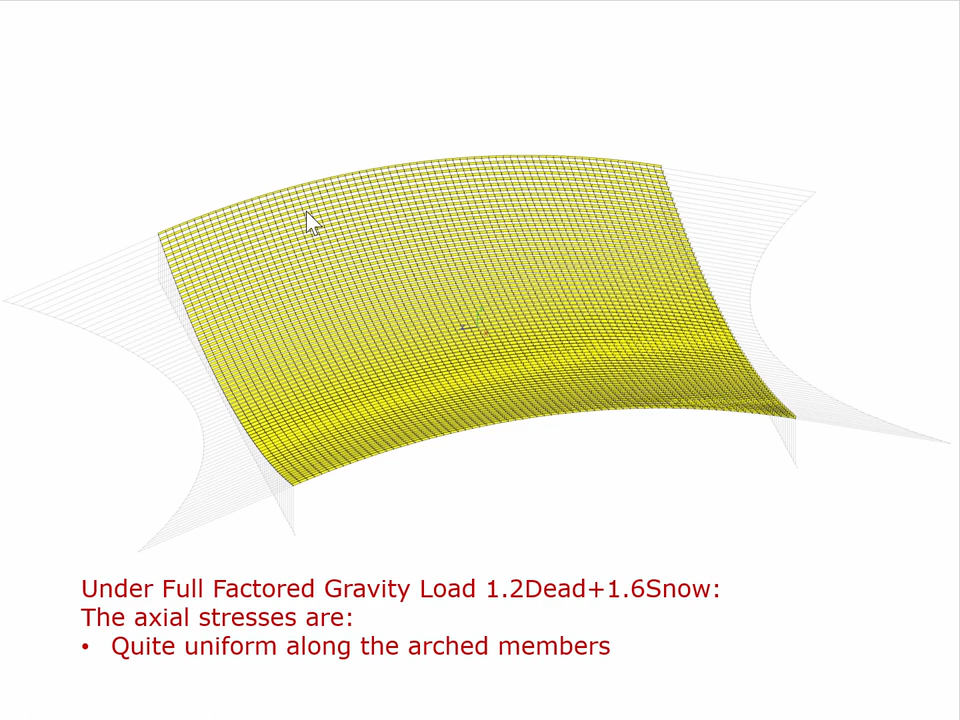 Under Full Factored Gravity Load 1.2Dead+1.6Snow:
The axial stresses are:
• Quite uniform along the arched members